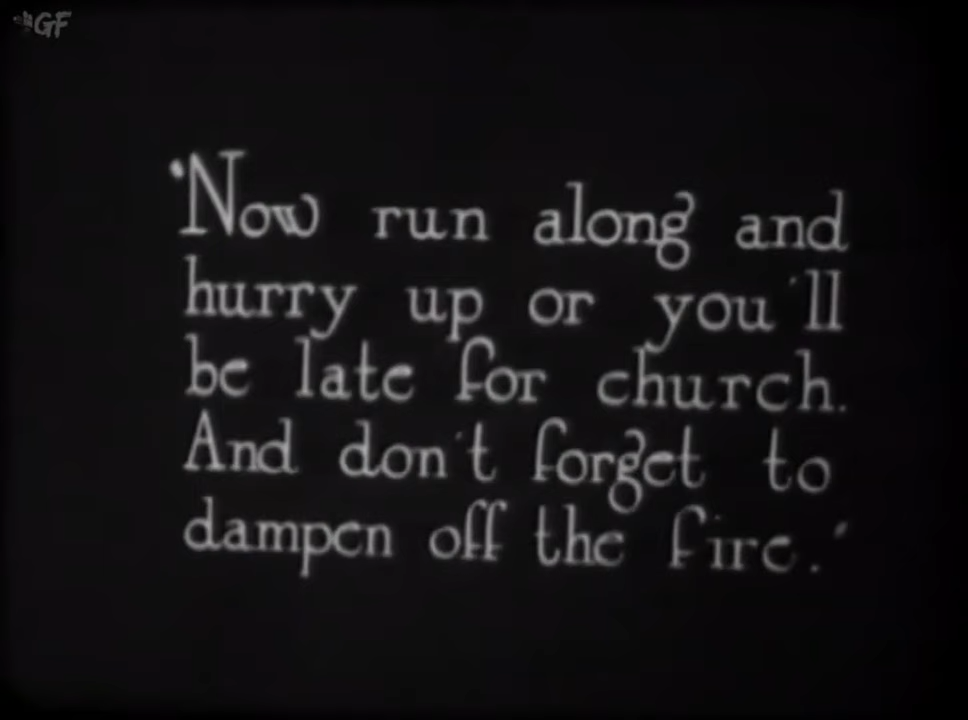 GF
'Now run along and
hurry up or you'll
be late for church.
And don't forget to
dampen off the fire.'